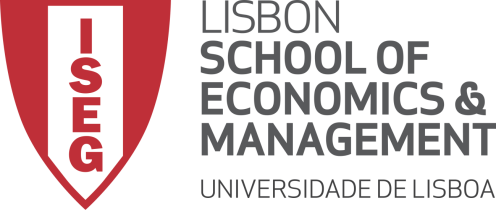 ISEG
LISBON
SCHOOL OF
ECONOMICS &
MANAGEMENT
UNIVERSIDADE DE LISBOA